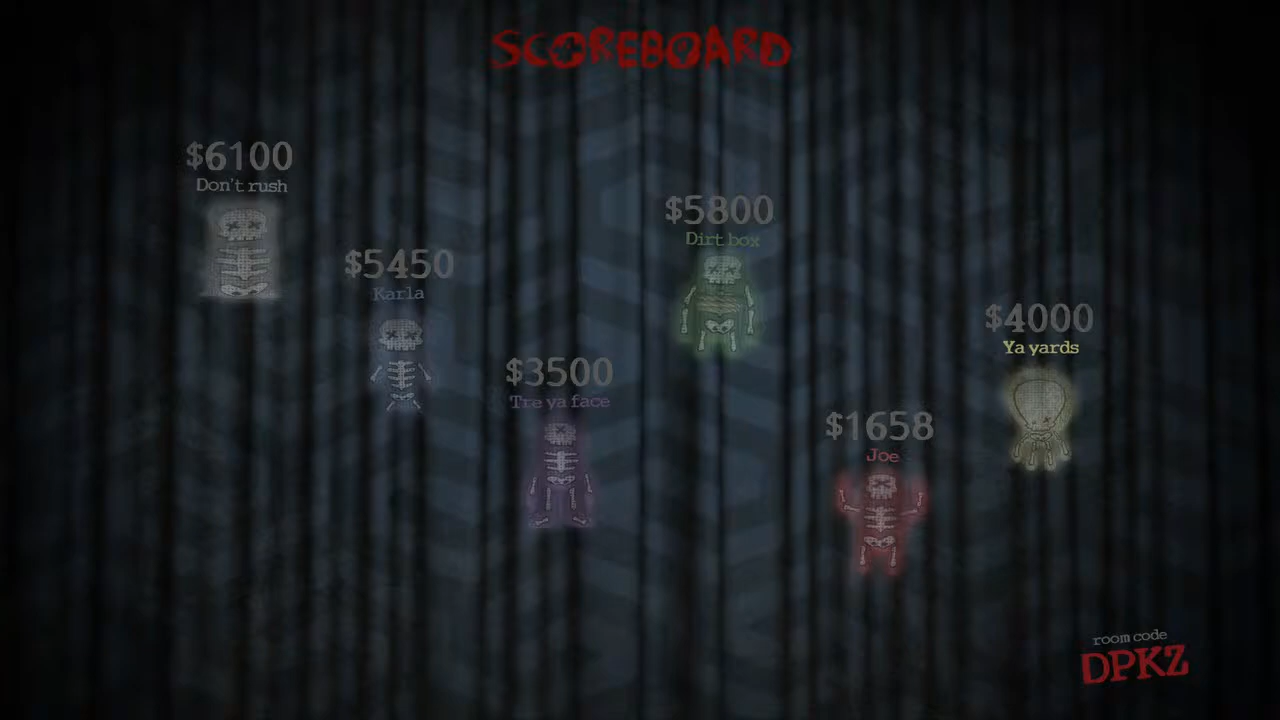 SCOREBOARD
$6100
Don't rush
$5450
Karla
$3500
Tre ya face
$5800
Dirt box
$1658
Joe
$4000
Ya yards
room code
DPKZ